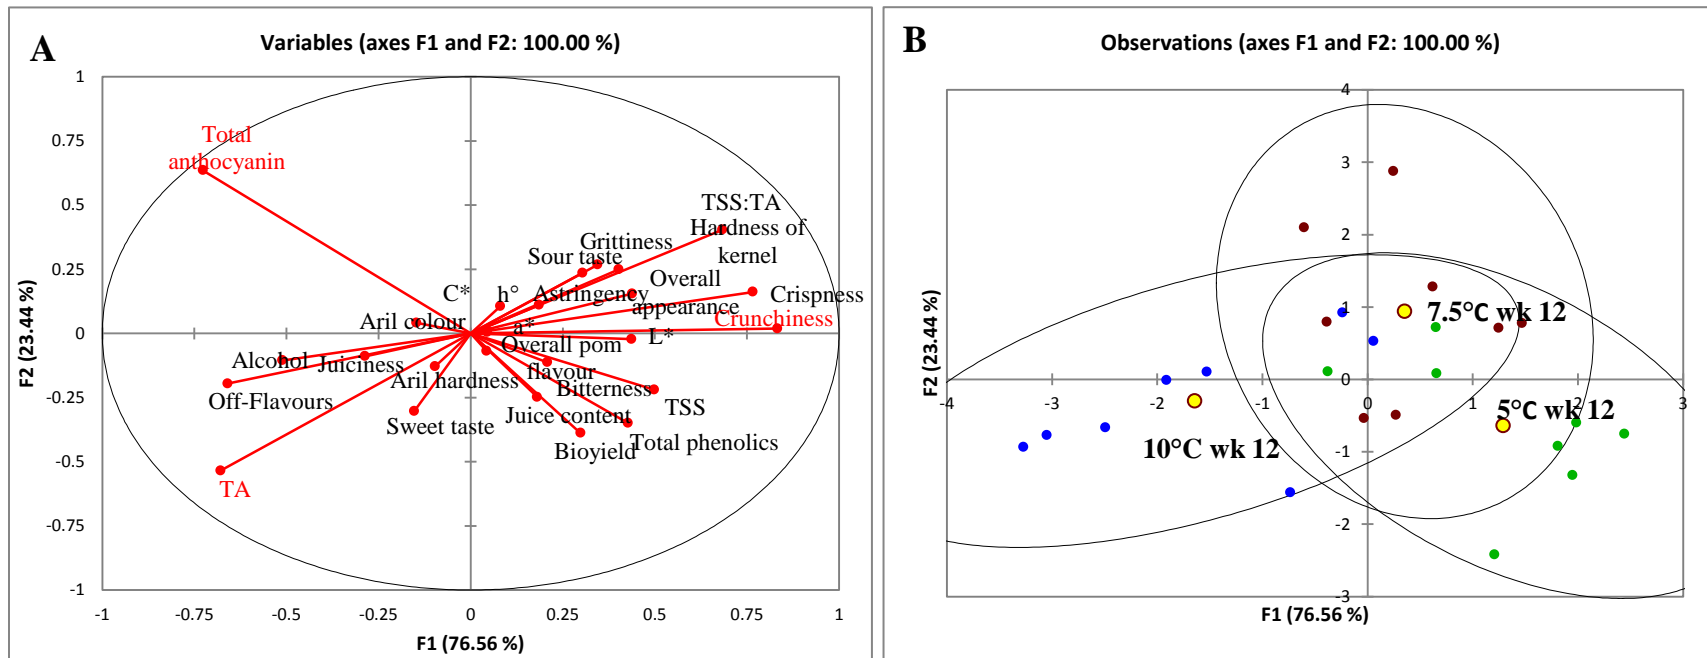 A
Variables (axes F1 and F2: 100.00 %)
1
0.75
0.5
0.25
0
-0.25
-0.5
-0.75
-1
-1
-0.75
-0.5
-0.25
0
0.25
0.5
0.75
1
F2 (23.44 %)
F1 (76.56 %)
Total
anthocyanin
TSS:TA
Hardness of
kernel
Grittiness
Sour taste
Overall
appearance
C*
h°
Astringency
Crispness
Crunchiness
Aril colour
a*
L*
Overall pom
flavour
Alcohol
Juiciness
Aril hardness
Bitterness
Off-Flavours
Juice content
TSS
Sweet taste
Total phenolics
Bioyield
TA
B
Observations (axes F1 and F2: 100.00 %)
4
3
2
1
0
-1
-2
-3
-4
-3
-2
-1
0
1
2
3
F2 (23.44 %)
F1 (76.56 %)
7.5°C wk 12
5°C wk 12
10°C wk 12